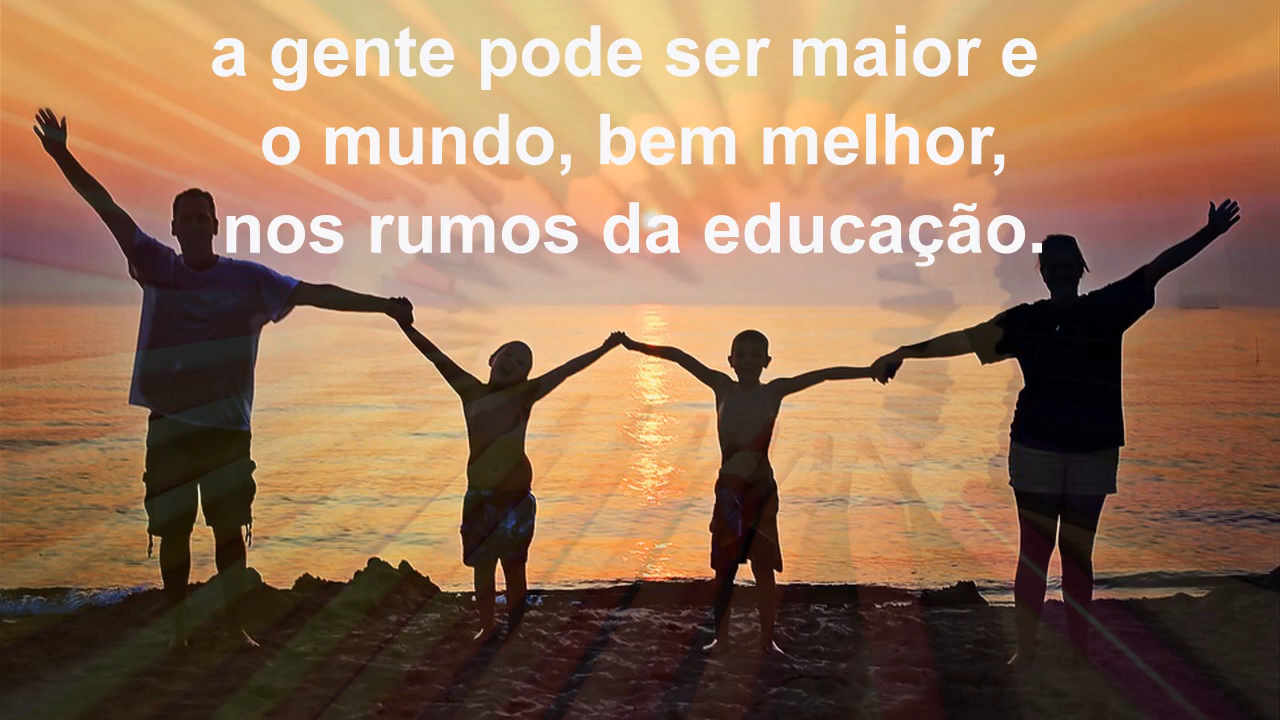 a gente pode ser maior e
o mundo, bem melhor,
nos rumos da educação.